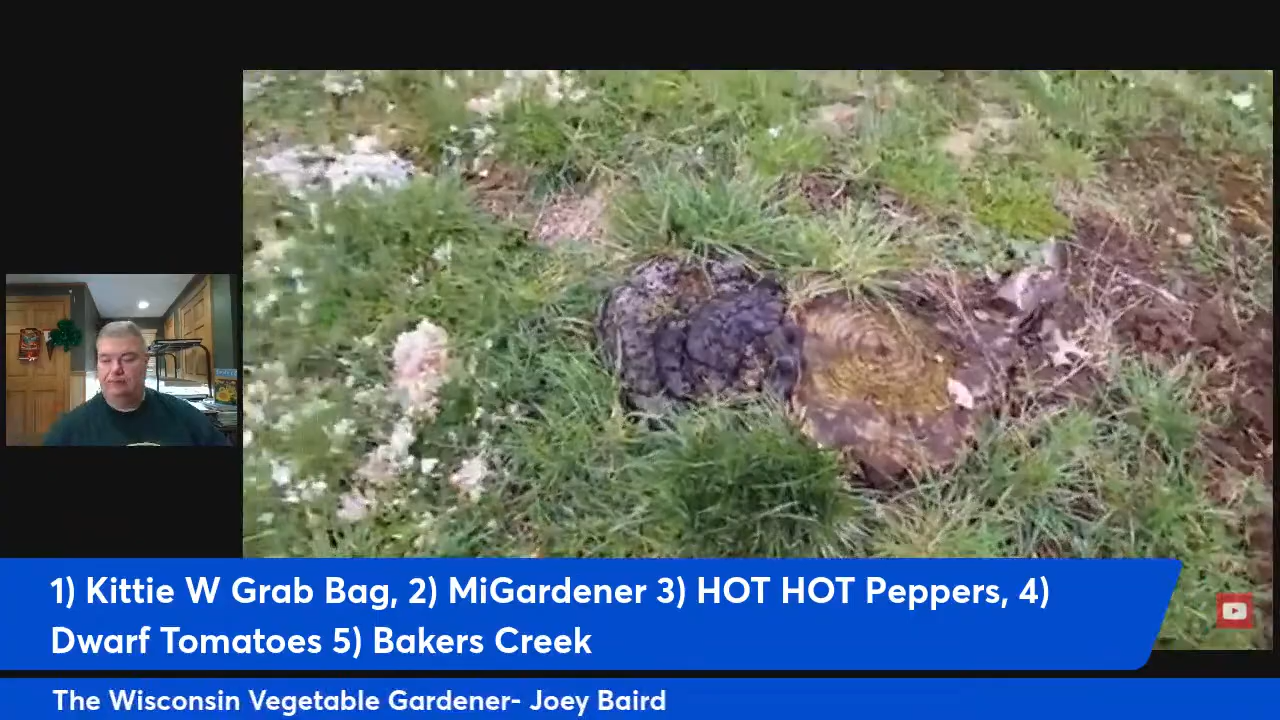 1) Kittie W Grab Bag, 2) MiGardener 3) HOT HOT Peppers, 4)
Dwarf Tomatoes 5) Bakers Creek
The Wisconsin Vegetable Gardener- Joey Baird